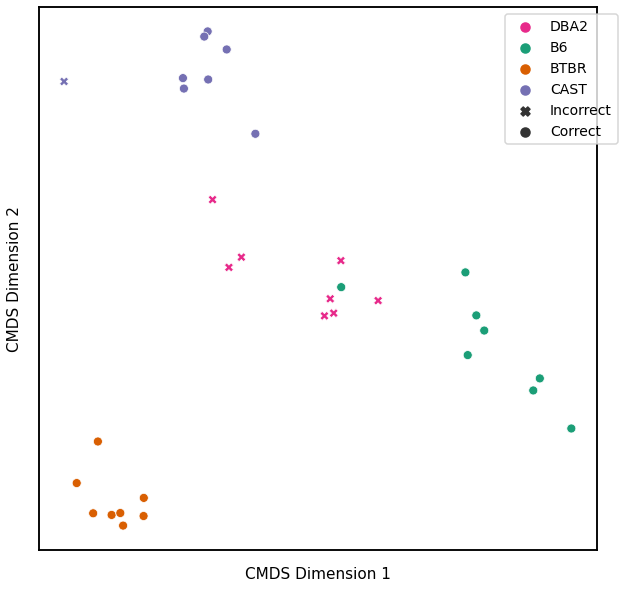 DBA2
B6
BTBR
CAST
Incorrect
Correct
CMDS Dimension 2
CMDS Dimension 1